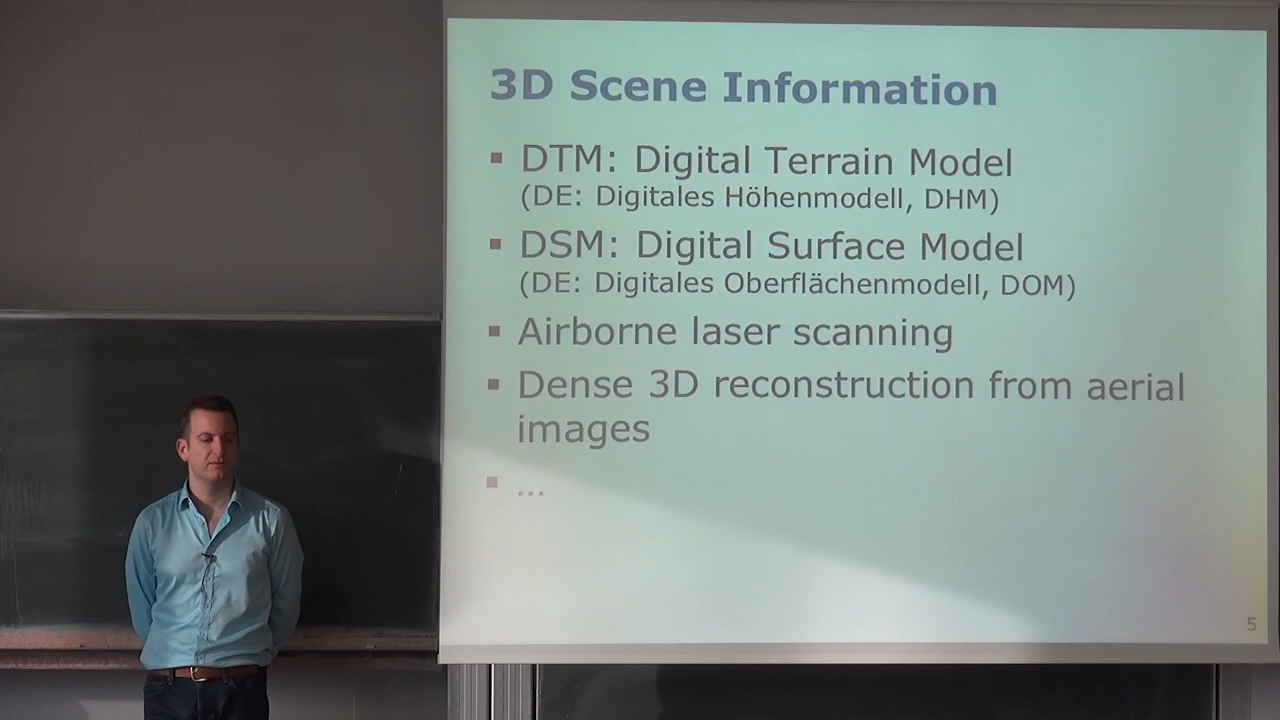 3D Scene Information
▪ DTM: Digital Terrain Model
(DE: Digitales Höhenmodell, DHM)
▪ DSM: Digital Surface Model
(DE: Digitales Oberflächenmodell, DOM)
▪ Airborne laser scanning
▪ Dense 3D reconstruction from aerial
images
▪ ...
5